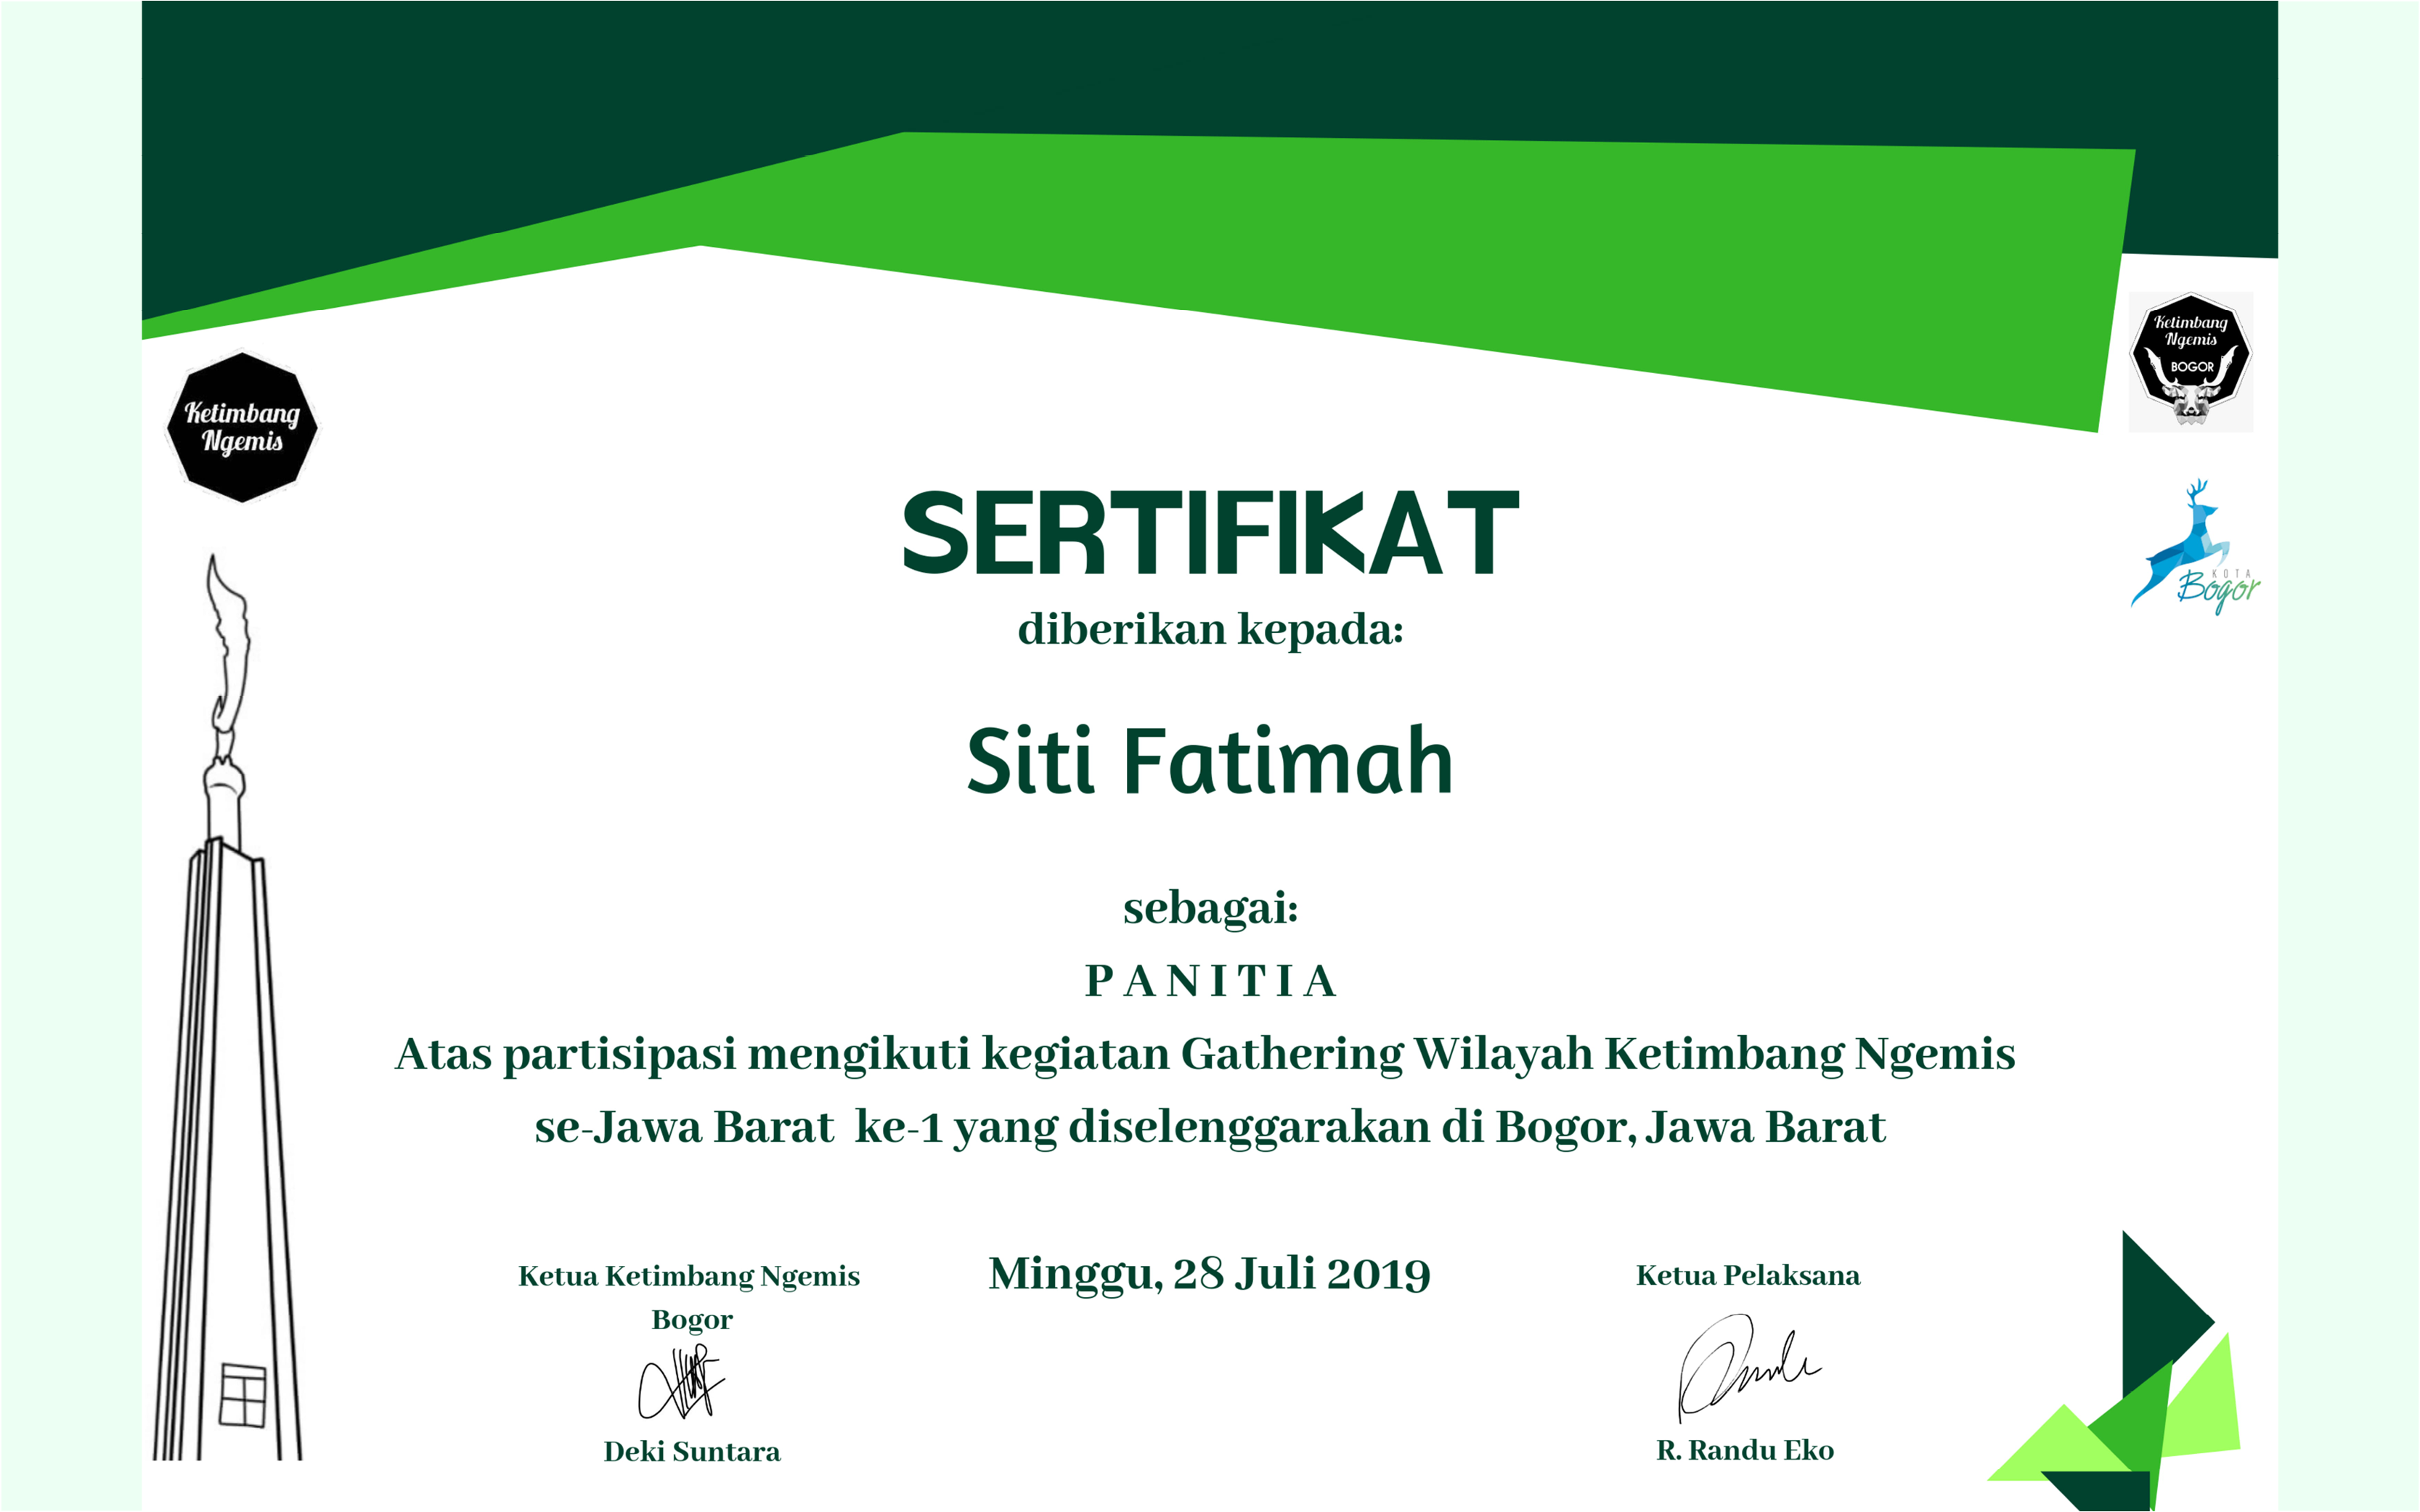 Ketimbang
Ngemis
Ketimbang
Ngemis
BOGOR
KOTA
Bogor
SERTIFIKAT
diberikan kepada:
Siti Fatimah
sebagai:
PANITIA
Atas partisipasi mengikuti kegiatan Gathering Wilayah Ketimbang Ngemis
se-Jawa Barat ke-1 yang diselenggarakan di Bogor, Jawa Barat
Minggu, 28 Juli 2019
Ketua Ketimbang Ngemis
Bogor
Deki Suntara
Ketua Pelaksana
R. Randu Eko